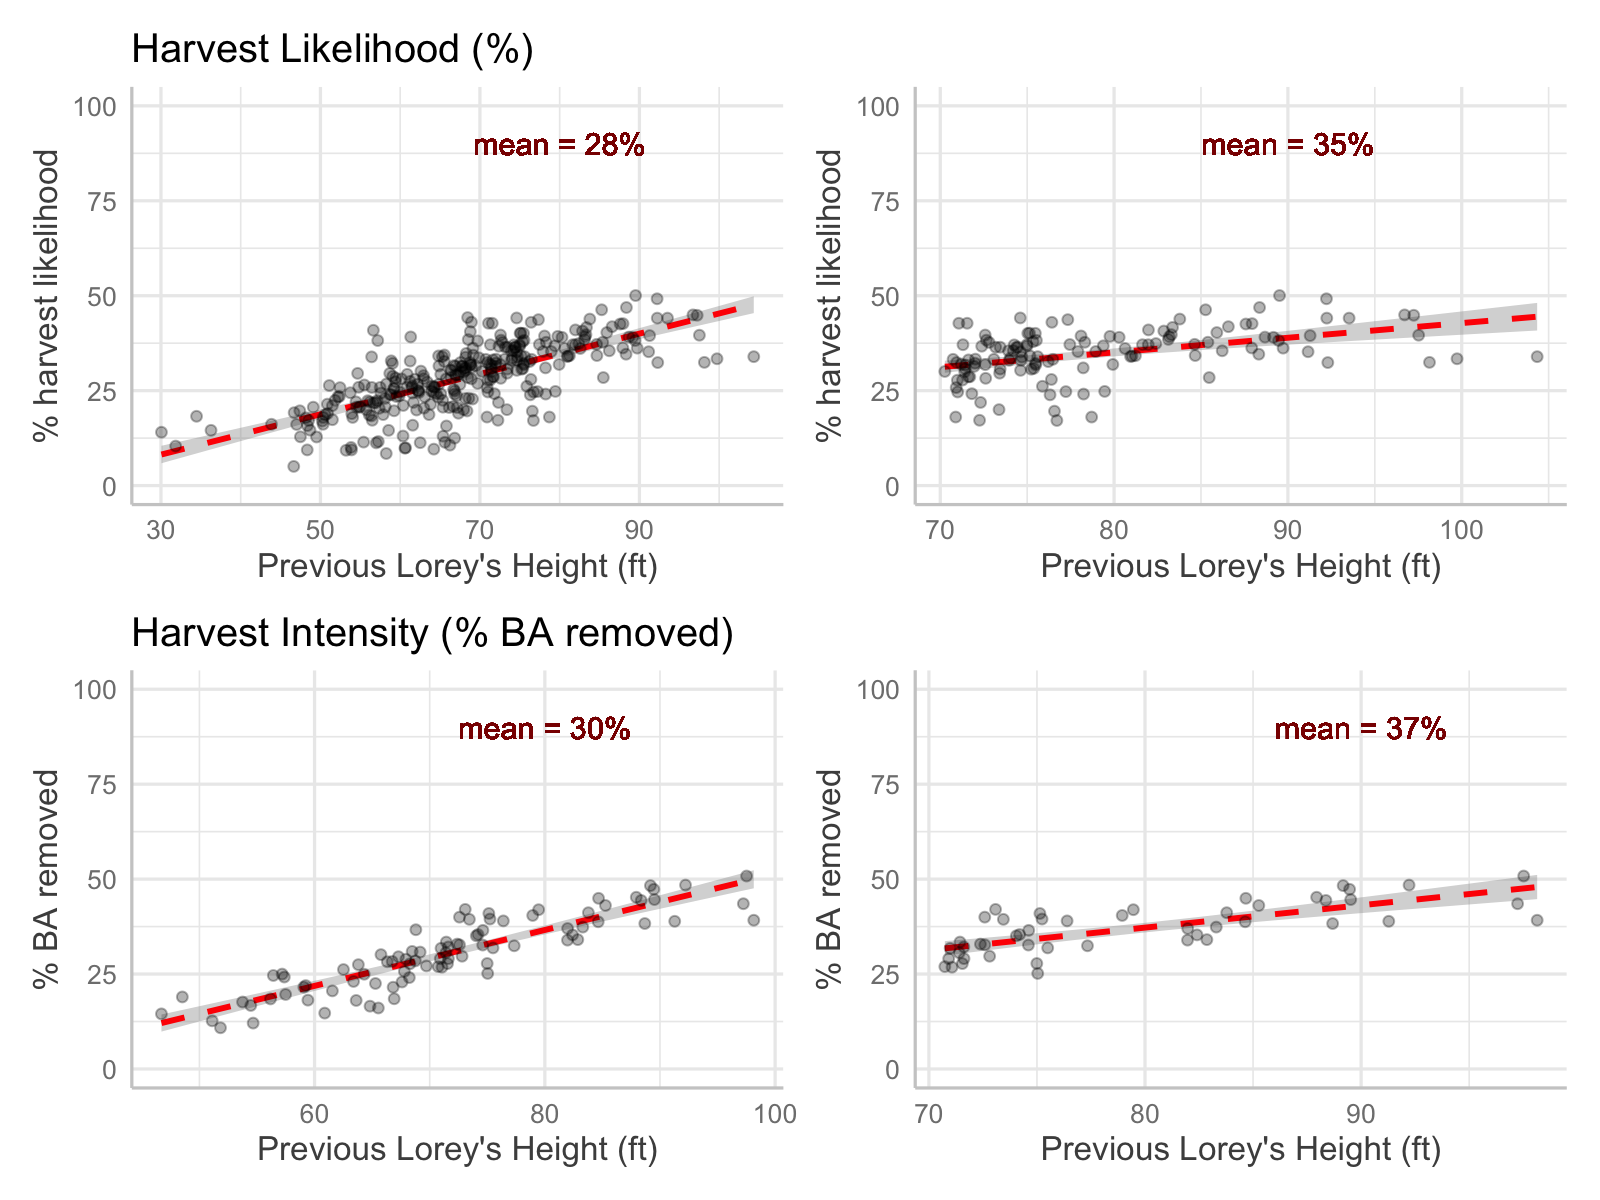 Harvest Likelihood (%)
% harvest likelihood
100
75
50
25
0
mean = 28%
30 50 70 90
Previous Lorey's Height (ft)
% harvest likelihood
100
75
50
25
0
mean = 35%
70 80 90 100
Previous Lorey's Height (ft)
Harvest Intensity (% BA removed)
% BA removed
100
75
50
25
0
mean = 30%
60 80 100
Previous Lorey's Height (ft)
% BA removed
100
75
50
25
0
mean = 37%
70 80 90
Previous Lorey's Height (ft)